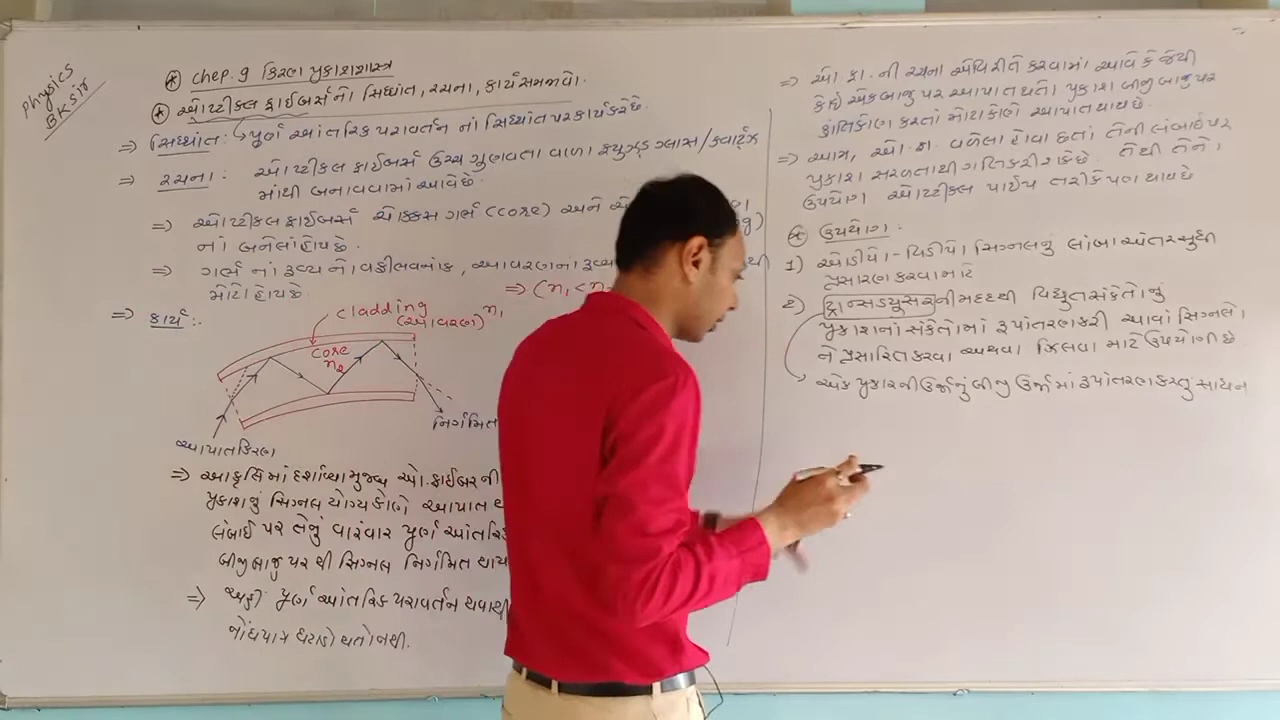 Physics
BK Sir
* Chep. 9 કિરણ પ્રકાશશાસ્ત્ર
* ઓપ્ટીકલ ફાઈબર્સનો સિધ્ધાંત, રચના, કાર્ય સમજાવો.
⇒ સિધ્ધાંત: પૂર્ણ આંતરિક પરાવર્તન નાં સિધ્ધાંત પર કાર્ય કરે છે.
⇒ રચના: ઓપ્ટીકલ ફાઈબર્સ ઉચ્ચ ગુણવતા વાળા ફ્યુઝ્ડ ગ્લાસ/ક્વાર્ટ્ઝ
માંથી બનાવવામાં આવે છે.
⇒ ઓપ્ટીકલ ફાઈબર્સ ચોક્કસ ગર્ભ (core) અને
નાં બનેલાં હોય છે.
⇒ ગર્ભ નાં દ્રવ્ય નો વક્રીભવનાંક, આવરણનાં દ્રવ્ય
મોટો હોય છે.
⇒ (n₁ < n₂
⇒ કાર્ય :-
cladding n₁
(આવરણ)
core
n₂
આપાતકિરણ
નિર્ગમિત
⇒ આકૃતિમાં દર્શાવ્યા મુજબ ઓ.ફાઈબર ની
પ્રકાશનું સિગ્નલ યોગ્ય કોણે આપાત
લંબાઈ પર તેનું વારંવાર પૂર્ણ આંતરિ
બીજી બાજુ પર થી સિગ્નલ નિર્ગમિત થાય
⇒ અહીં પૂર્ણ આંતરિક પરાવર્તન થવાથી
નોંધપાત્ર ઘટાડો થતો નથી.
⇒ ઓ.ફા. ની રચના એવી રીતે કરવામાં આવે કે જેથી
કોઈ એક બાજુ પર આપાત થતો પ્રકાશ બીજી બાજુ પર
ક્રાંતિકોણ કરતાં મોટા કોણે આપાત થાય છે.
⇒ આમ, ઓ.ફા. વળેલા હોવા છતાં તેની લંબાઈ પર
પ્રકાશ સરળતાથી ગતિ કરી શકે છે. તેથી તેનો
ઉપયોગ ઓપ્ટીકલ પાઈપ તરીકે પણ થાય છે
* ઉપયોગ:
1) ઓડીયો - વિડીયો સિગ્નલનું લાંબા અંતર સુધી
પ્રસારણ કરવા માટે
2) ટ્રાન્સડ્યુસરની મદદથી વિદ્યુત સંકેતોનું
પ્રકાશનાં સંકેતોમાં રૂપાંતરણ કરી આવાં સિગ્નલો
ને પ્રસારિત કરવા અથવા ઝિલવા માટે ઉપયોગી છે
એક પ્રકારની ઉર્જાનું બીજી ઉર્જામાં રૂપાંતરણ કરતું સાધન